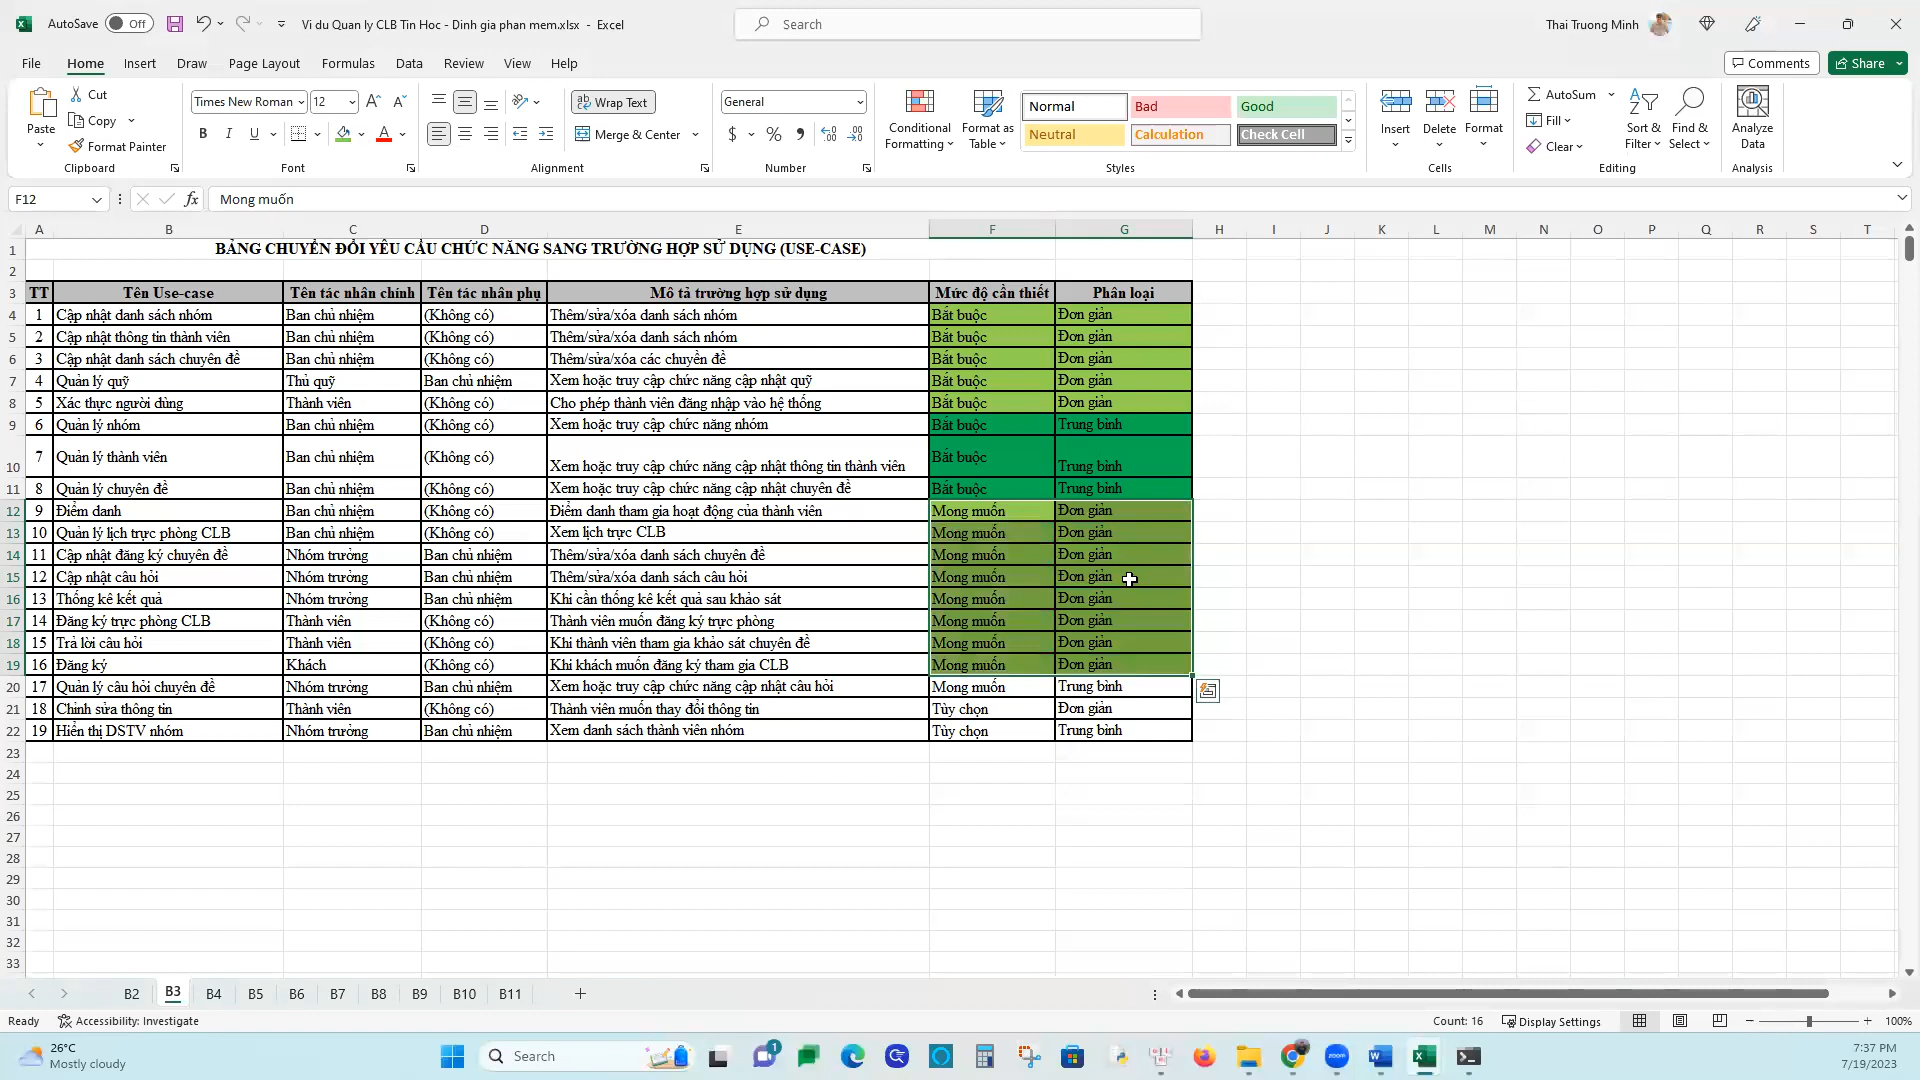 AutoSave Off Vi du Quan ly CLB Tin Hoc - Dinh gia phan mem.xlsx - Excel Search Thai Truong Minh
File Home Insert Draw Page Layout Formulas Data Review View Help Comments Share
Paste Cut Copy Format Painter Clipboard
Times New Roman 12 B I U A Font
Wrap Text Merge & Center Alignment
General $ % Number
Conditional Formatting Format as Table Normal Bad Good Neutral Calculation Check Cell Styles
Insert Delete Format Cells
AutoSum Fill Clear Sort & Filter Find & Select Editing
Analyze Data Analysis
F12 fx Mong muốn
A B C D E F G H I J K L M N O P Q R S T
1 BẢNG CHUYỂN ĐỔI YÊU CẦU CHỨC NĂNG SANG TRƯỜNG HỢP SỬ DỤNG (USE-CASE)
2
3 TT Tên Use-case Tên tác nhân chính Tên tác nhân phụ Mô tả trường hợp sử dụng Mức độ cần thiết Phân loại
4 1 Cập nhật danh sách nhóm Ban chủ nhiệm (Không có) Thêm/sửa/xóa danh sách nhóm Bắt buộc Đơn giản
5 2 Cập nhật thông tin thành viên Ban chủ nhiệm (Không có) Thêm/sửa/xóa danh sách nhóm Bắt buộc Đơn giản
6 3 Cập nhật danh sách chuyên đề Ban chủ nhiệm (Không có) Thêm/sửa/xóa các chuyền đề Bắt buộc Đơn giản
7 4 Quản lý quỹ Thủ quỹ Ban chủ nhiệm Xem hoặc truy cập chức năng cập nhật quỹ Bắt buộc Đơn giản
8 5 Xác thực người dùng Thành viên (Không có) Cho phép thành viên đăng nhập vào hệ thống Bắt buộc Đơn giản
9 6 Quản lý nhóm Ban chủ nhiệm (Không có) Xem hoặc truy cập chức năng nhóm Bắt buộc Trung bình
10 7 Quản lý thành viên Ban chủ nhiệm (Không có) Xem hoặc truy cập chức năng cập nhật thông tin thành viên Bắt buộc Trung bình
11 8 Quản lý chuyên đề Ban chủ nhiệm (Không có) Xem hoặc truy cập chức năng cập nhật chuyên đề Bắt buộc Trung bình
12 9 Điểm danh Ban chủ nhiệm (Không có) Điểm danh tham gia hoạt động của thành viên Mong muốn Đơn giản
13 10 Quản lý lịch trực phòng CLB Ban chủ nhiệm (Không có) Xem lịch trực CLB Mong muốn Đơn giản
14 11 Cập nhật đăng ký chuyên đề Nhóm trưởng Ban chủ nhiệm Thêm/sửa/xóa danh sách chuyên đề Mong muốn Đơn giản
15 12 Cập nhật câu hỏi Nhóm trưởng Ban chủ nhiệm Thêm/sửa/xóa danh sách câu hỏi Mong muốn Đơn giản
16 13 Thống kê kết quả Nhóm trưởng Ban chủ nhiệm Khi cần thống kê kết quả sau khảo sát Mong muốn Đơn giản
17 14 Đăng ký trực phòng CLB Thành viên (Không có) Thành viên muốn đăng ký trực phòng Mong muốn Đơn giản
18 15 Trả lời câu hỏi Thành viên (Không có) Khi thành viên tham gia khảo sát chuyên đề Mong muốn Đơn giản
19 16 Đăng ký Khách (Không có) Khi khách muốn đăng ký tham gia CLB Mong muốn Đơn giản
20 17 Quản lý câu hỏi chuyên đề Nhóm trưởng Ban chủ nhiệm Xem hoặc truy cập chức năng cập nhật câu hỏi Mong muốn Trung bình
21 18 Chỉnh sửa thông tin Thành viên (Không có) Thành viên muốn thay đổi thông tin Tùy chọn Đơn giản
22 19 Hiển thị DSTV nhóm Nhóm trưởng Ban chủ nhiệm Xem danh sách thành viên nhóm Tùy chọn Trung bình
23
24
25
26
27
28
29
30
31
32
33
B2 B3 B4 B5 B6 B7 B8 B9 B10 B11
Ready Accessibility: Investigate Count: 16 Display Settings 100%
26°C Mostly cloudy Search 1 zoom 7:37 PM 7/19/2023